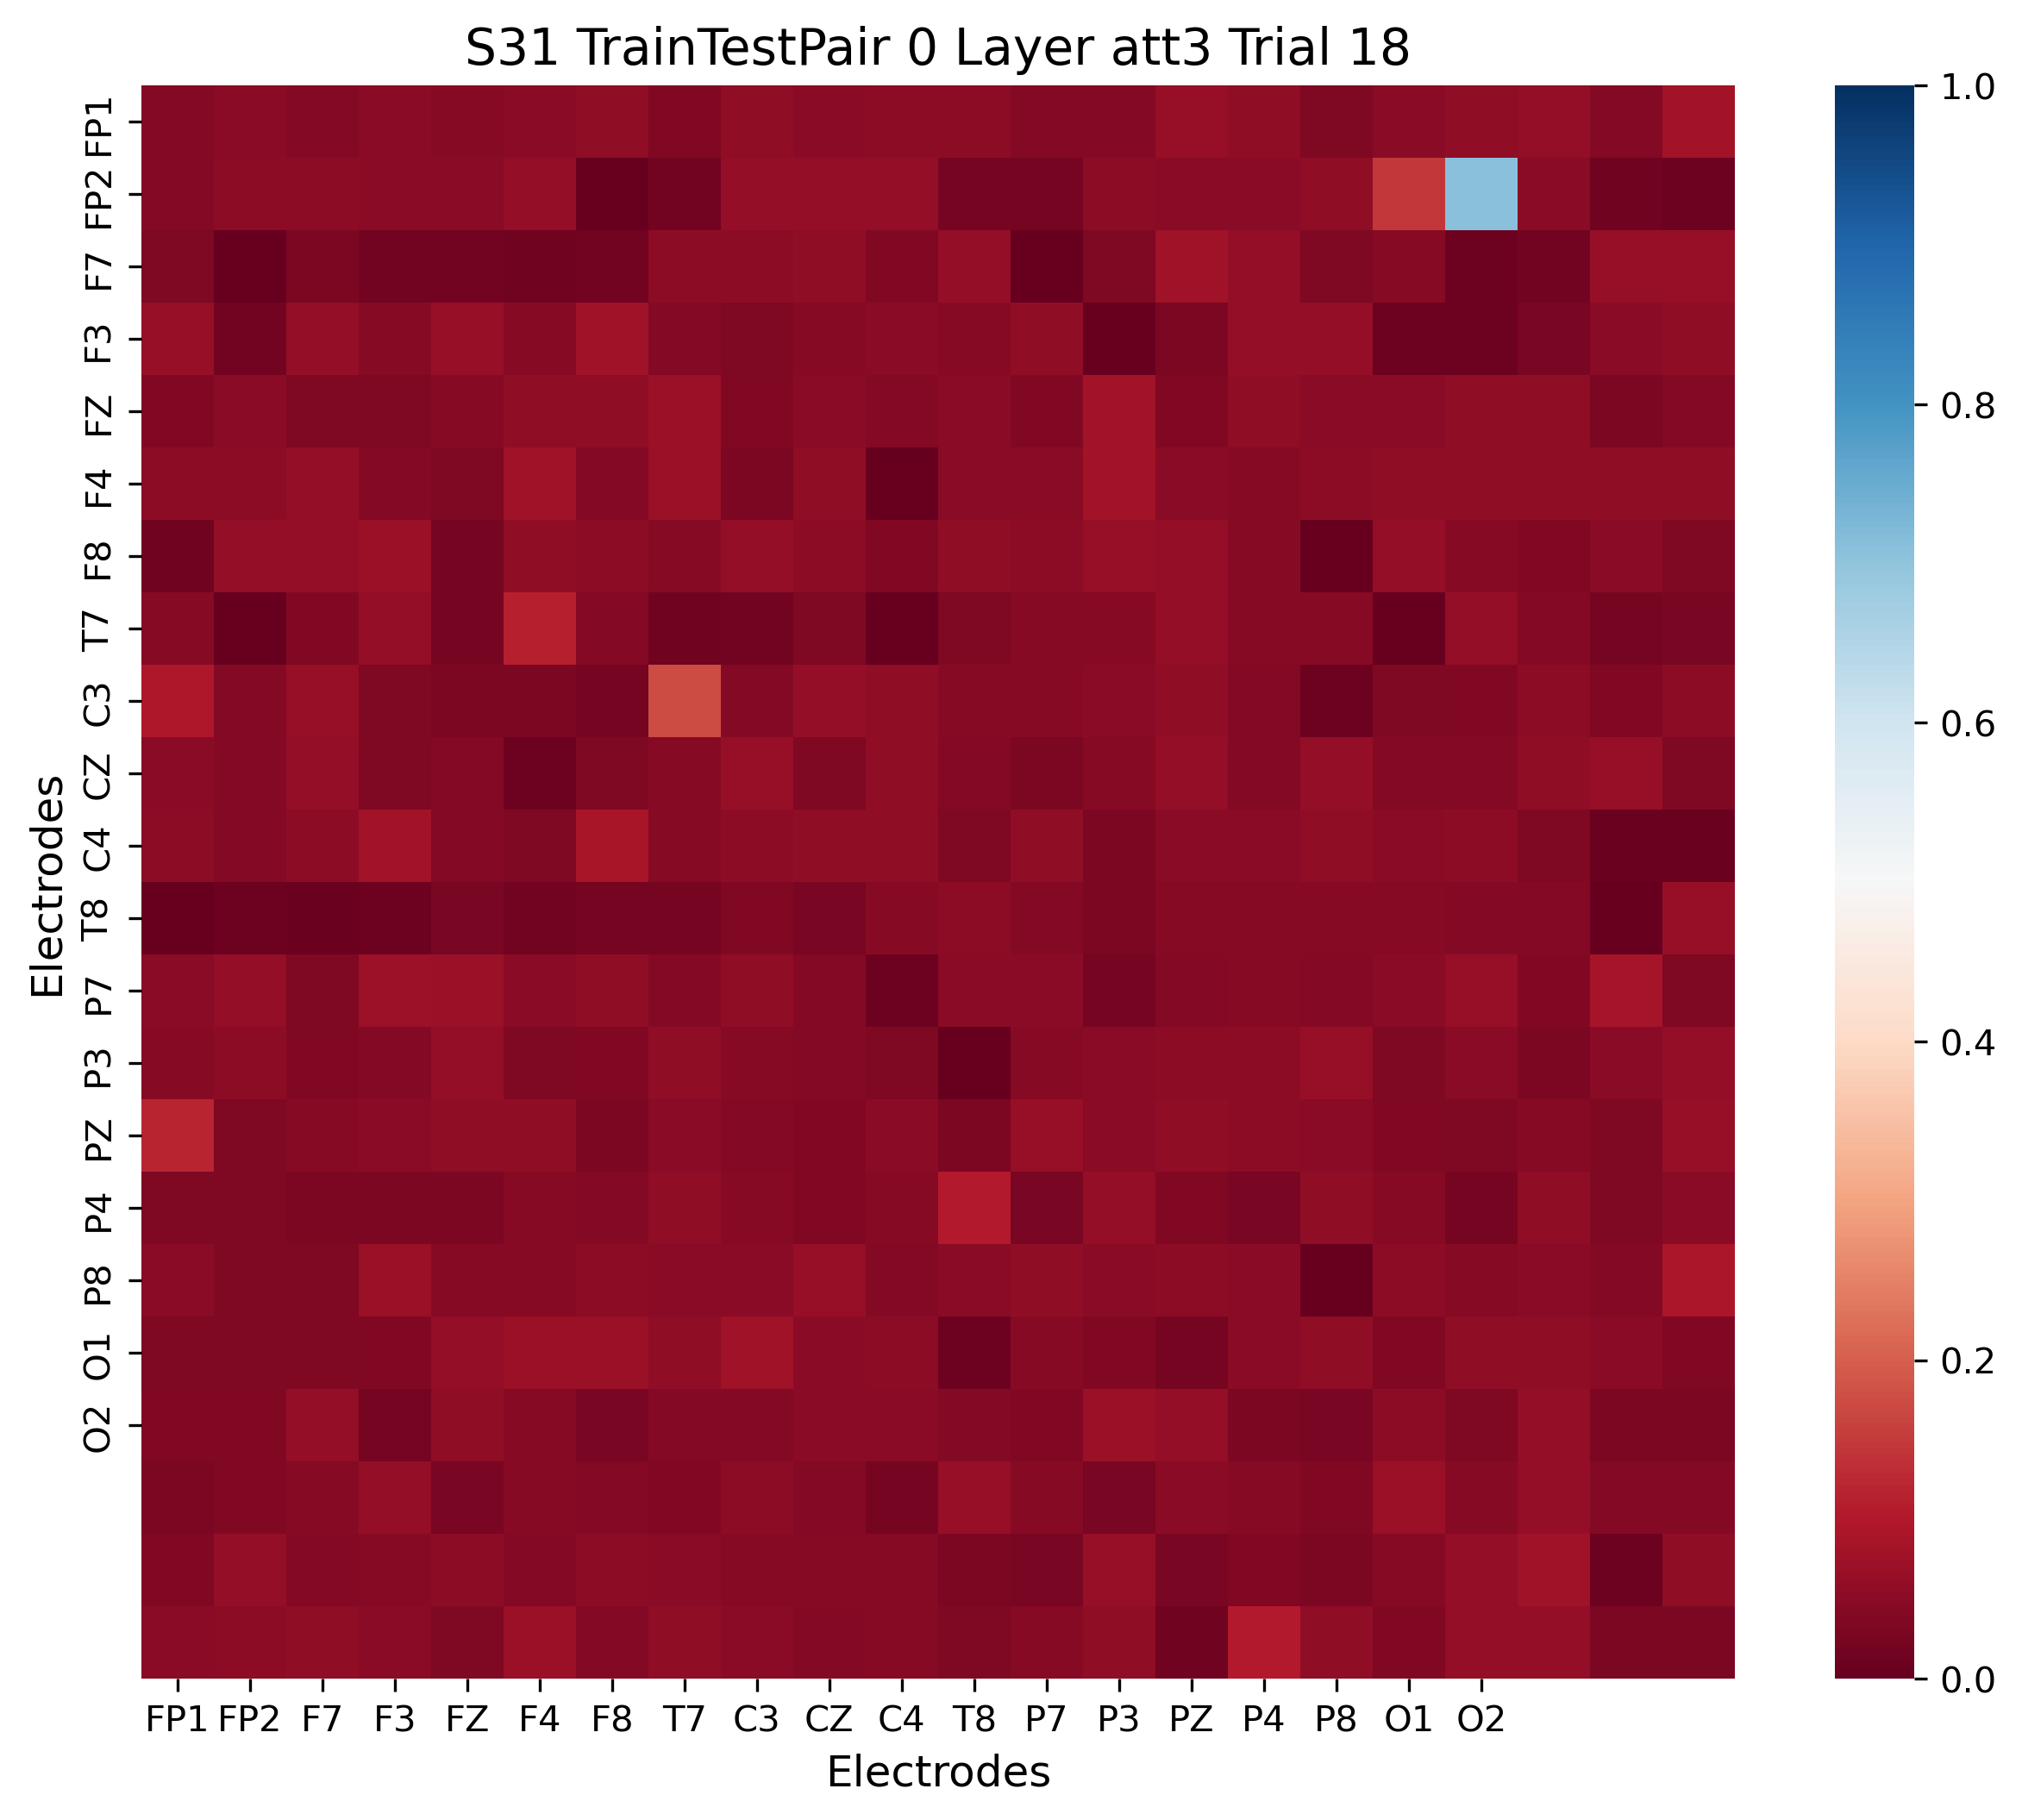 S31 TrainTestPair 0 Layer att3 Trial 18
Electrodes
FP1
FP2
F7
F3
FZ
F4
F8
T7
C3
CZ
C4
T8
P7
P3
PZ
P4
P8
O1
O2
FP1 FP2 F7 F3 FZ F4 F8 T7 C3 CZ C4 T8 P7 P3 PZ P4 P8 O1 O2
Electrodes
1.0
0.8
0.6
0.4
0.2
0.0